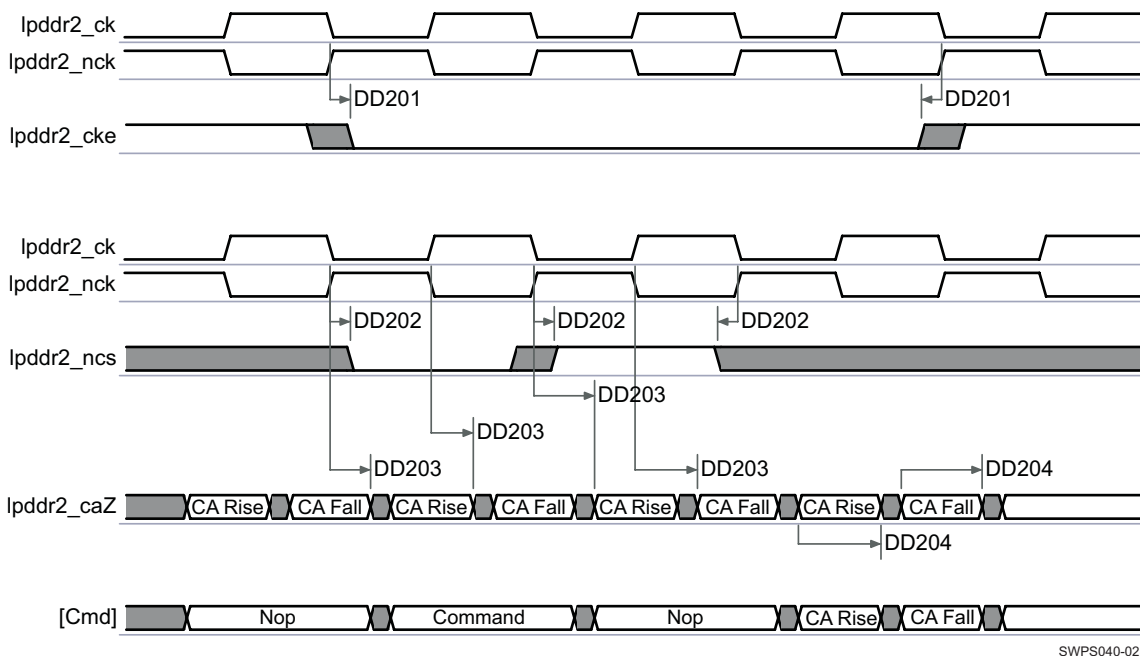 lpddr2_ck
lpddr2_nck
DD201 DD201
lpddr2_cke
lpddr2_ck
lpddr2_nck
DD202 DD202 DD202
lpddr2_ncs
DD203
DD203
DD203 DD203 DD204
lpddr2_caZ CA Rise CA Fall CA Rise CA Fall CA Rise CA Fall CA Rise CA Fall
DD204
[Cmd] Nop Command Nop CA Rise CA Fall
SWPS040-02